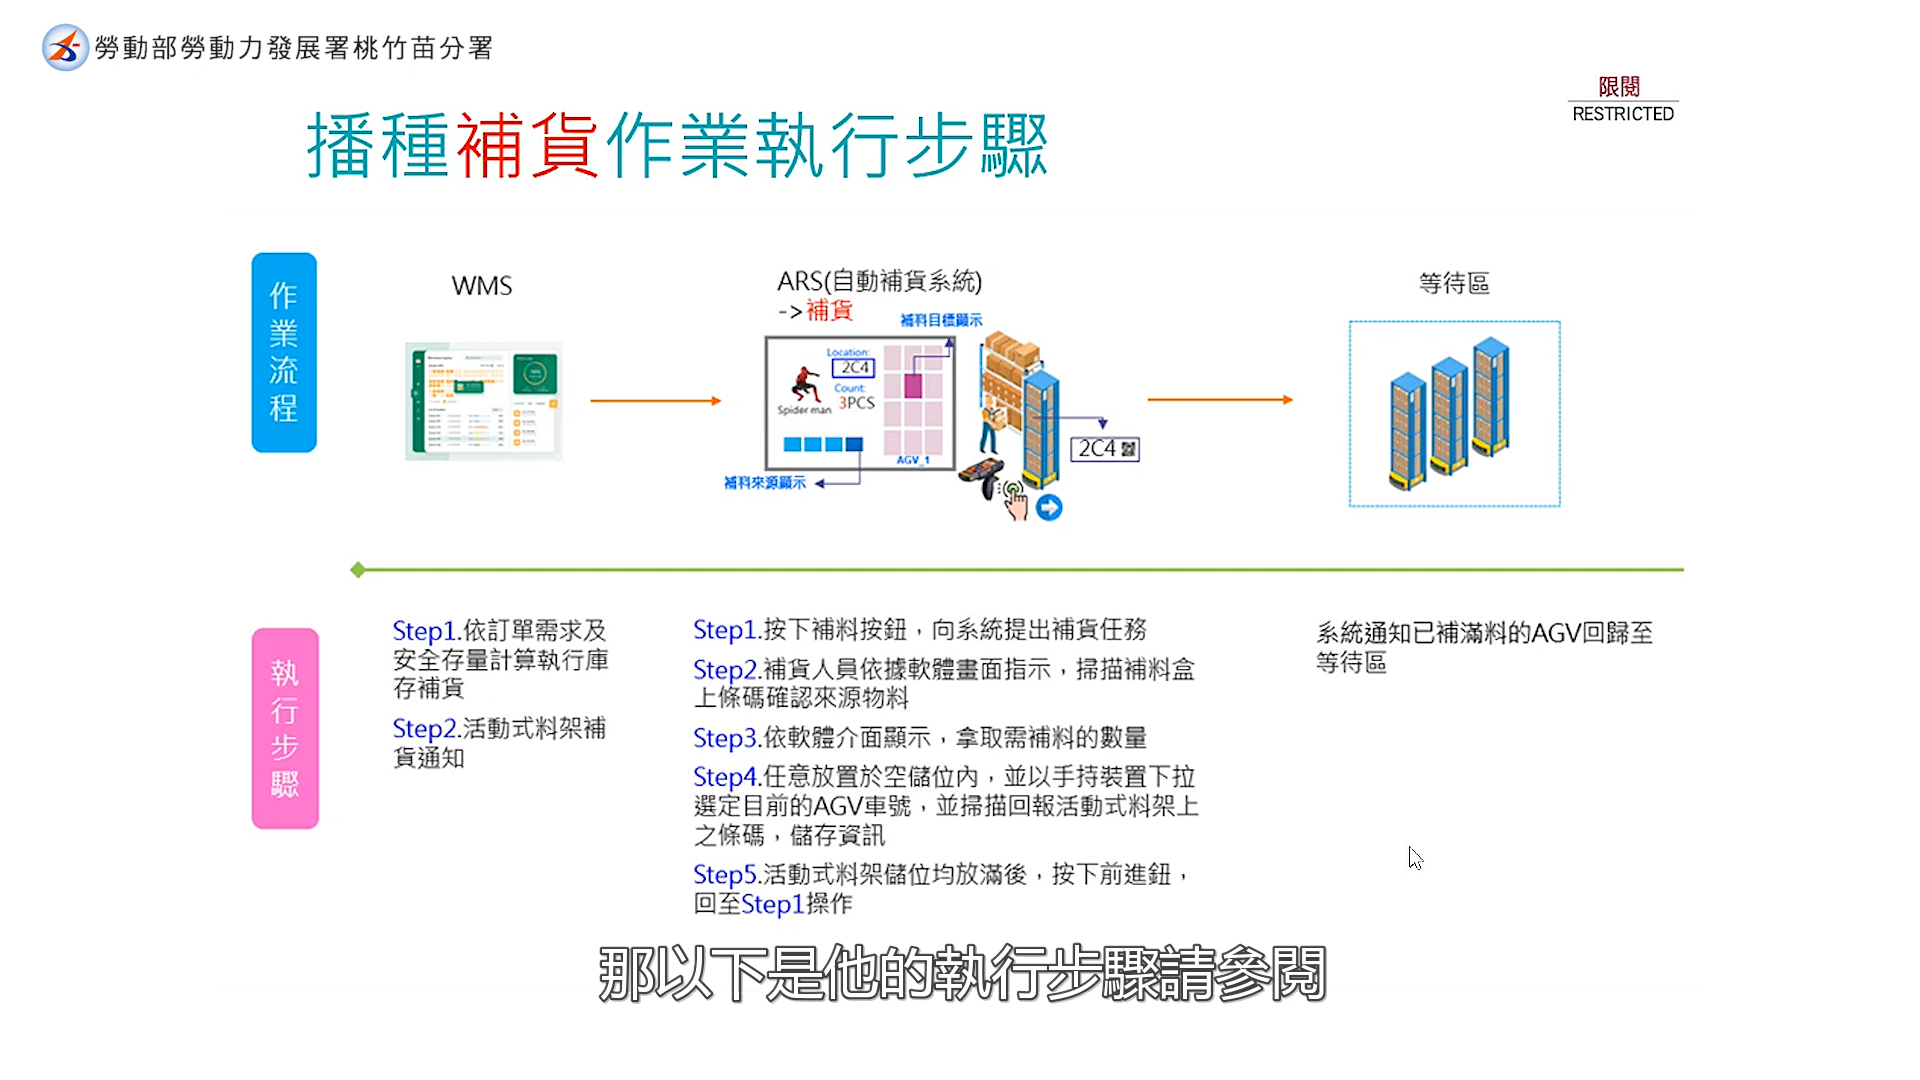 勞動部勞動力發展署桃竹苗分署
限閱
RESTRICTED
播種補貨作業執行步驟
作業流程
WMS
ARS(自動補貨系統)
->補貨
補料目標顯示
Location:
2C4
Count:
3PCS
Spider man
AGV_1
補料來源顯示
2C4
等待區
執行步驟
Step1.依訂單需求及
安全存量計算執行庫
存補貨
Step2.活動式料架補
貨通知
Step1.按下補料按鈕，向系統提出補貨任務
Step2.補貨人員依據軟體畫面指示，掃描補料盒
上條碼確認來源物料
Step3.依軟體介面顯示，拿取需補料的數量
Step4.任意放置於空儲位內，並以手持裝置下拉
選定目前的AGV車號，並掃描回報活動式料架上
之條碼，儲存資訊
Step5.活動式料架儲位均放滿後，按下前進鈕，
回至Step1操作
系統通知已補滿料的AGV回歸至
等待區
那以下是他的執行步驟請參閱